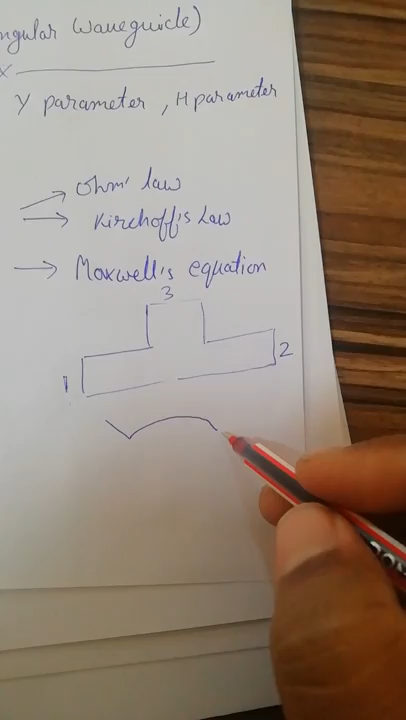 ngular Waveguide)
Y parameter, H parameter
Ohm' law
Kirchoff's Law
Maxwell's equation
3
2
1